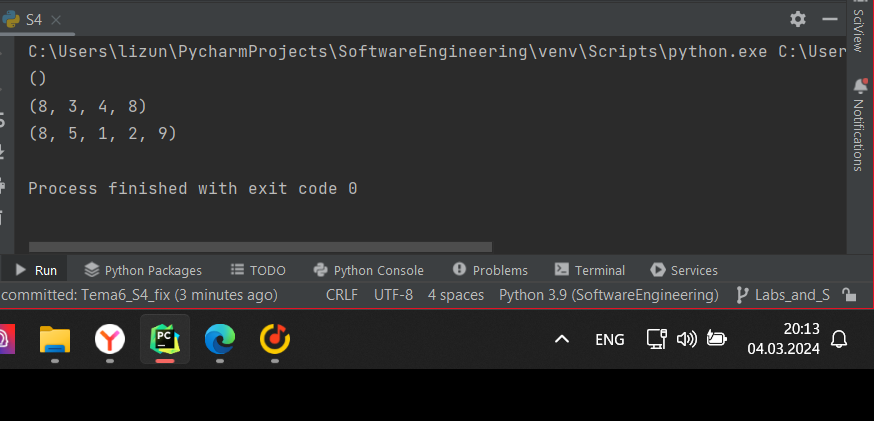 S4
C:\Users\lizun\PycharmProjects\SoftwareEngineering\venv\Scripts\python.exe C:\User
()
(8, 3, 4, 8)
(8, 5, 1, 2, 9)
Process finished with exit code 0
SciView
Notifications
Run Python Packages TODO Python Console Problems Terminal Services
committed: Tema6_S4_fix (3 minutes ago) CRLF UTF-8 4 spaces Python 3.9 (SoftwareEngineering) Labs_and_S
PC
ENG
20:13
04.03.2024